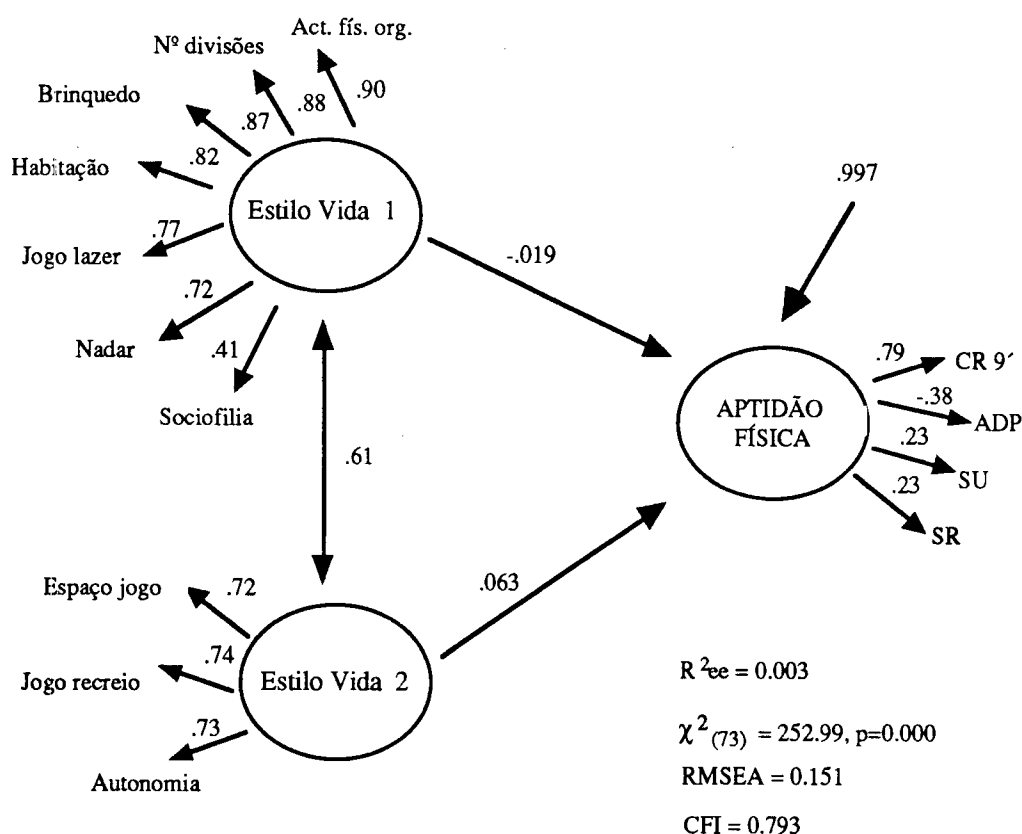 Act. fís. org.
Nº divisões
.90
.88
Brinquedo
.87
.82
Habitação
Estilo Vida 1
.997
.77
Jogo lazer
-.019
.72
Nadar
.41
Sociofilia
.79
CR 9´
-.38
ADP
APTIDÃO
FÍSICA
.23
SU
.23
SR
.61
Espaço jogo
.72
.063
.74
Jogo recreio
Estilo Vida 2
.73
Autonomia
R ²ee = 0.003
χ² (73) = 252.99, p=0.000
RMSEA = 0.151
CFI = 0.793